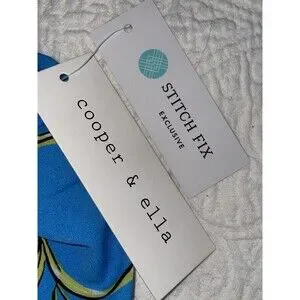 STITCH FIX
EXCLUSIVE
cooper & ella